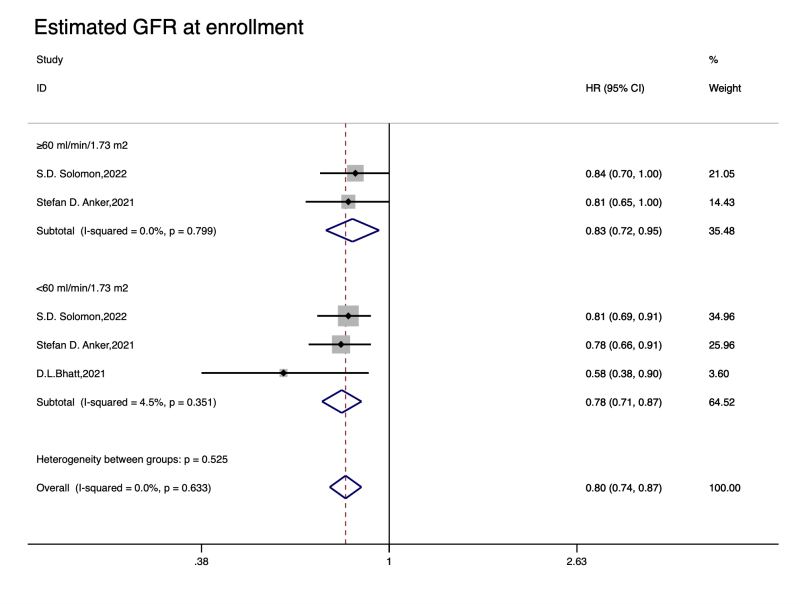 Estimated GFR at enrollment
Study %
ID HR (95% CI) Weight
≥60 ml/min/1.73 m2
S.D. Solomon,2022 0.84 (0.70, 1.00) 21.05
Stefan D. Anker,2021 0.81 (0.65, 1.00) 14.43
Subtotal (I-squared = 0.0%, p = 0.799) 0.83 (0.72, 0.95) 35.48
<60 ml/min/1.73 m2
S.D. Solomon,2022 0.81 (0.69, 0.91) 34.96
Stefan D. Anker,2021 0.78 (0.66, 0.91) 25.96
D.L.Bhatt,2021 0.58 (0.38, 0.90) 3.60
Subtotal (I-squared = 4.5%, p = 0.351) 0.78 (0.71, 0.87) 64.52
Heterogeneity between groups: p = 0.525
Overall (I-squared = 0.0%, p = 0.633) 0.80 (0.74, 0.87) 100.00
.38 1 2.63